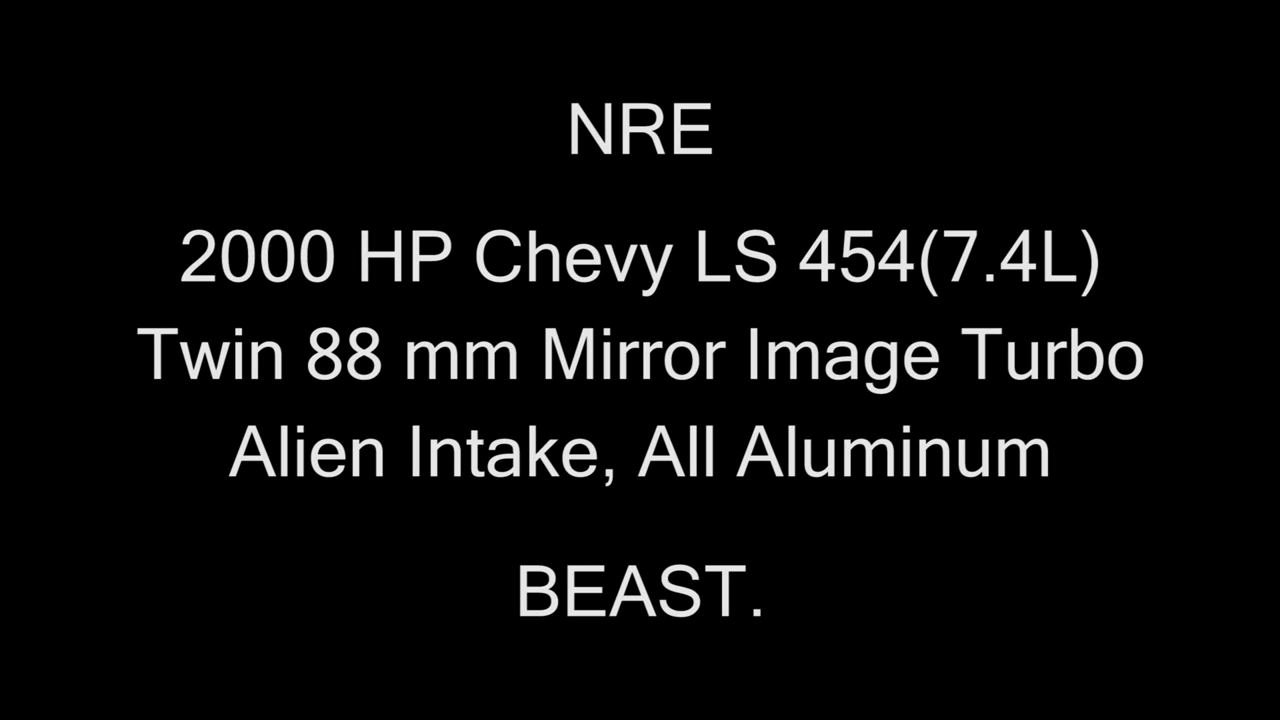 NRE
2000 HP Chevy LS 454(7.4L)
Twin 88 mm Mirror Image Turbo
Alien Intake, All Aluminum
BEAST.